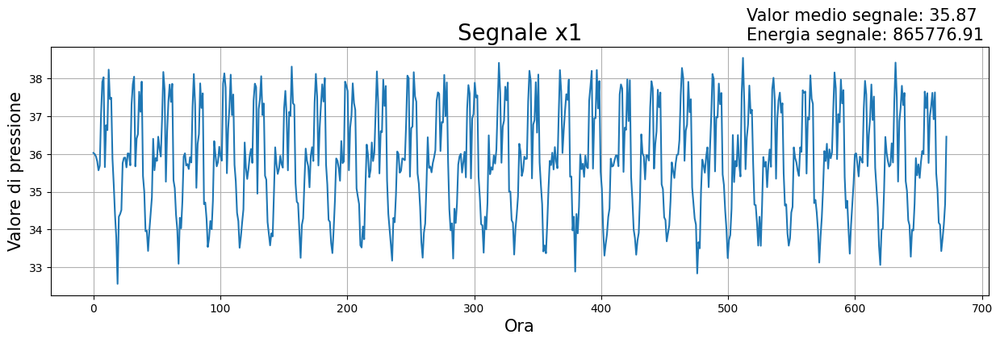 Valor medio segnale: 35.87
Energia segnale: 865776.91
Segnale x1
Valore di pressione
38
37
36
35
34
33
0 100 200 300 400 500 600 700
Ora